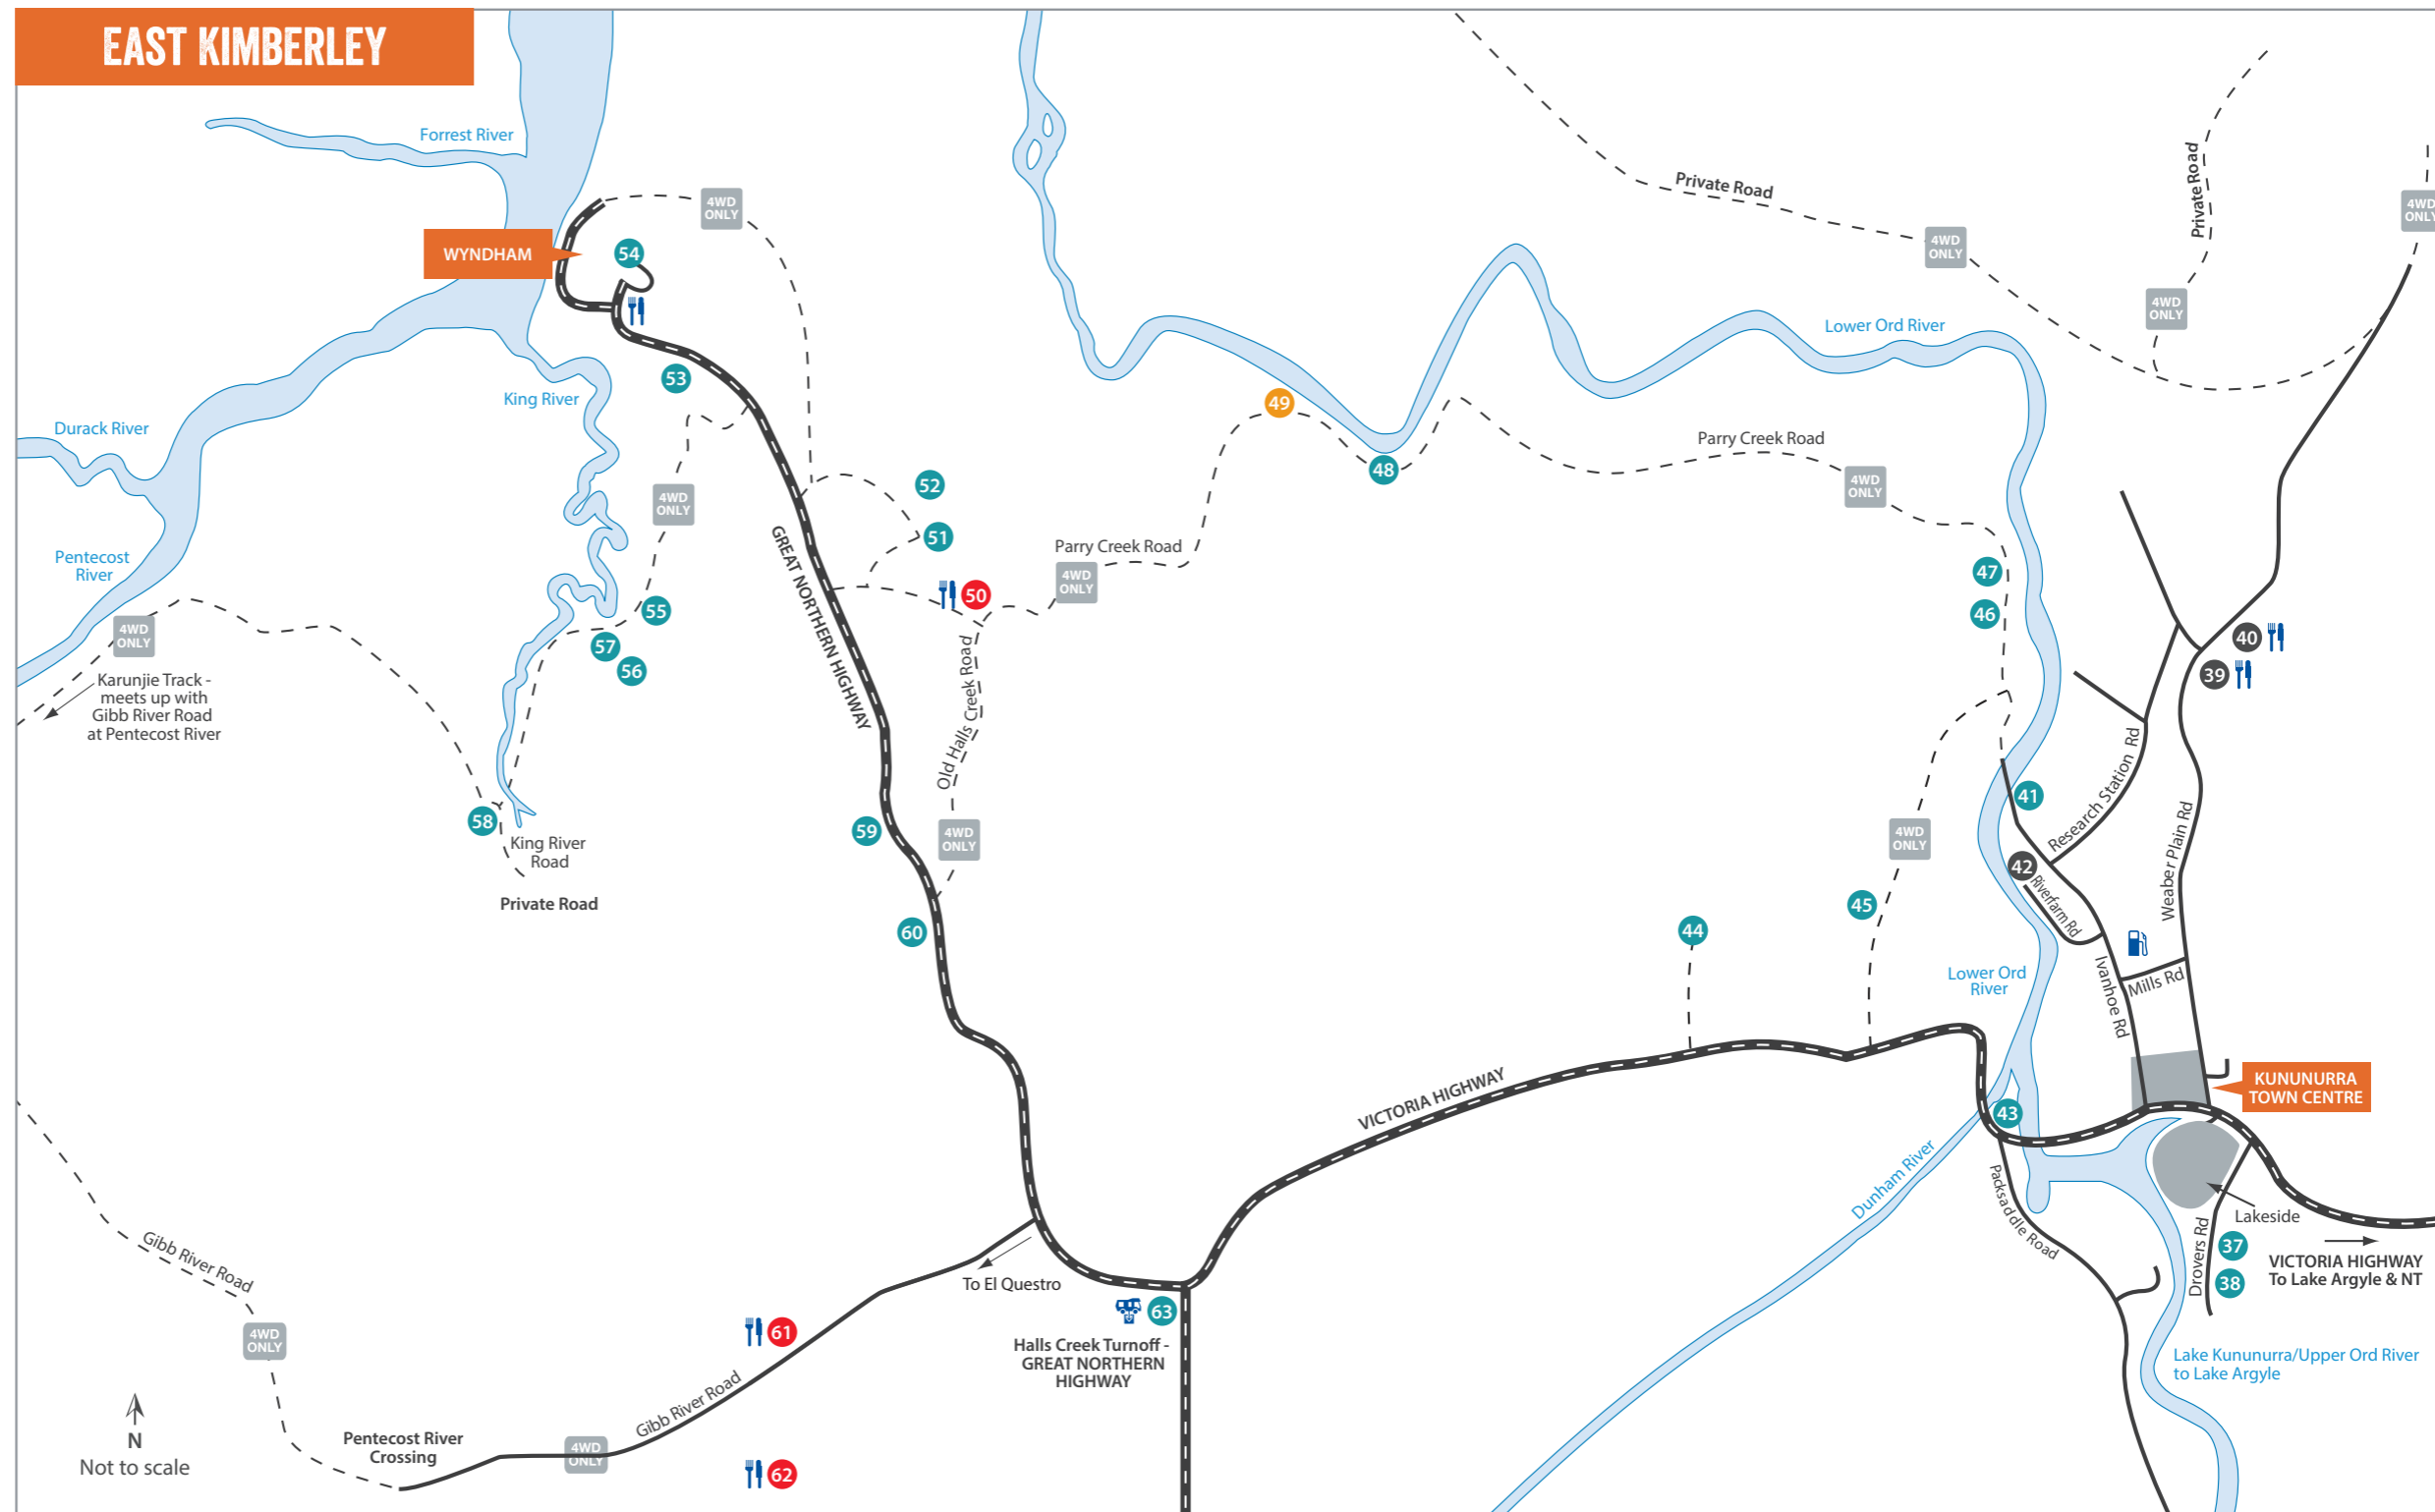 EAST KIMBERLEY
Forrest River
4WD
ONLY
WYNDHAM
54
53
King River
Durack River
Pentecost
River
4WD
ONLY
Karunjie Track -
meets up with
Gibb River Road
at Pentecost River
4WD
ONLY
55
57
56
58
King River
Road
Private Road
GREAT NORTHERN HIGHWAY
52
51
50
Old Halls Creek Road
4WD
ONLY
59
60
Parry Creek Road
4WD
ONLY
49
48
Lower Ord River
Parry Creek Road
4WD
ONLY
Private Road
4WD
ONLY
Private Road
4WD
ONLY
4WD
ONLY
47
46
40
39
41
Research Station Rd
Weaber Plain Rd
42
Riverfarm Rd
4WD
ONLY
45
44
Lower Ord
River
Ivanhoe Rd
Mills Rd
KUNUNURRA
TOWN CENTRE
VICTORIA HIGHWAY
43
Dunham River
Packsaddle Road
Lakeside
Drovers Rd
37
38
VICTORIA HIGHWAY
To Lake Argyle & NT
Lake Kununurra/Upper Ord River
to Lake Argyle
To El Questro
63
Halls Creek Turnoff -
GREAT NORTHERN
HIGHWAY
61
Gibb River Road
62
4WD
ONLY
Gibb River Road
4WD
ONLY
Pentecost River
Crossing
N
Not to scale